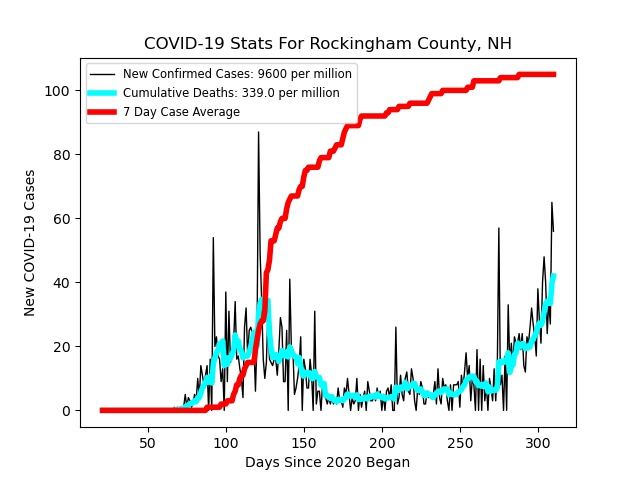 COVID-19 Stats For Rockingham County, NH
New Confirmed Cases: 9600 per million
Cumulative Deaths: 339.0 per million
7 Day Case Average
New COVID-19 Cases
100
80
60
40
20
0
50 100 150 200 250 300
Days Since 2020 Began